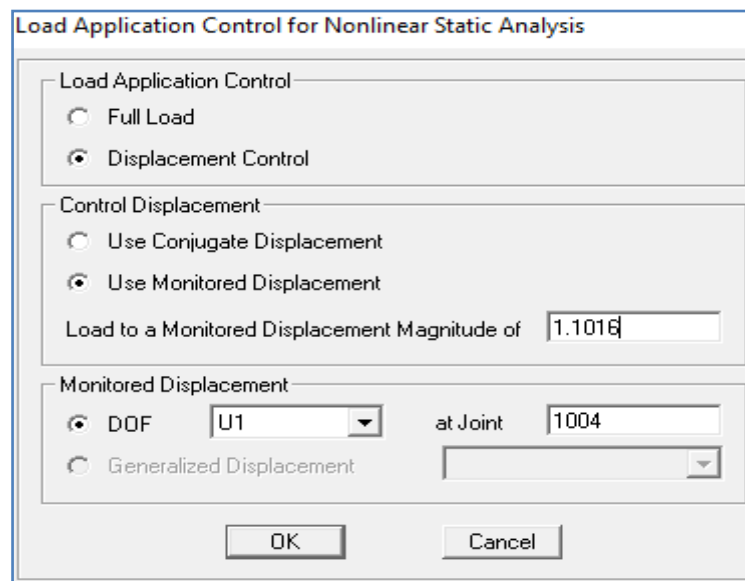 Load Application Control for Nonlinear Static Analysis
Load Application Control
Full Load
Displacement Control
Control Displacement
Use Conjugate Displacement
Use Monitored Displacement
Load to a Monitored Displacement Magnitude of 1.1016
Monitored Displacement
DOF U1 at Joint 1004
Generalized Displacement
OK Cancel